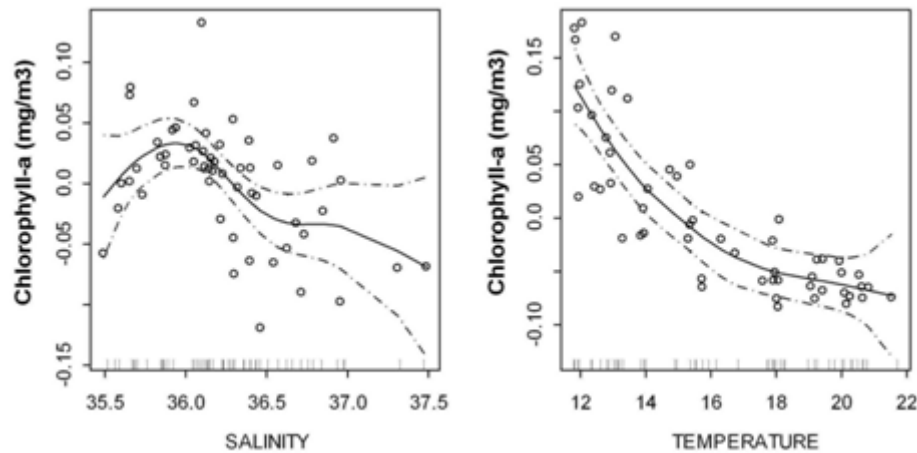 Chlorophyll-a (mg/m3)
0.10
0.05
0.0
-0.05
-0.15
35.5 36.0 36.5 37.0 37.5
SALINITY
Chlorophyll-a (mg/m3)
0.15
0.05
0.0
-0.10
12 14 16 18 20 22
TEMPERATURE